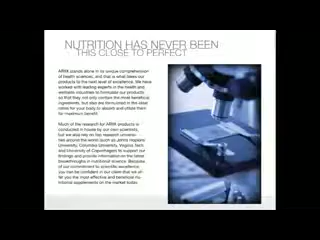 NUTRITION HAS NEVER BEEN
THIS CLOSE TO PERFECT
ARIIX stands alone in its unique comprehension
of health sciences, and that is what takes our
products to the next level of excellence. We have
worked with leading experts in the health and
wellness industries to formulate our products
so that they not only contain the most beneficial
ingredients, but also are formulated in the ideal
ratios for your body to absorb and utilize them
for maximum benefit.
Much of the research for ARIIX products is
conducted in house by our own scientists,
but we also rely on key research universi-
ties around the world (such as Johns Hopkins
University, Columbia University, Virginia Tech,
and University of Copenhagen) to support our
findings and provide information on the latest
breakthroughs in nutritional science. Because
of our commitment to scientific excellence,
you can be confident in our claim that we of-
fer you the most effective and beneficial nu-
tritional supplements on the market today.